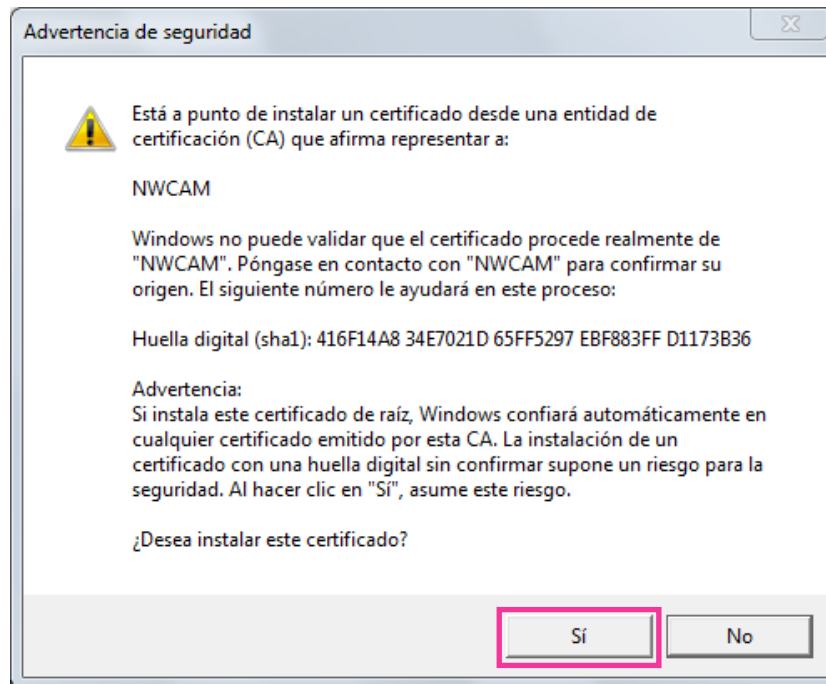 Advertencia de seguridad
Está a punto de instalar un certificado desde una entidad de
certificación (CA) que afirma representar a:
NWCAM
Windows no puede validar que el certificado procede realmente de
"NWCAM". Póngase en contacto con "NWCAM" para confirmar su
origen. El siguiente número le ayudará en este proceso:
Huella digital (sha1): 416F14A8 34E7021D 65FF5297 EBF883FF D1173B36
Advertencia:
Si instala este certificado de raíz, Windows confiará automáticamente en
cualquier certificado emitido por esta CA. La instalación de un
certificado con una huella digital sin confirmar supone un riesgo para la
seguridad. Al hacer clic en "Sí", asume este riesgo.
¿Desea instalar este certificado?
Sí No